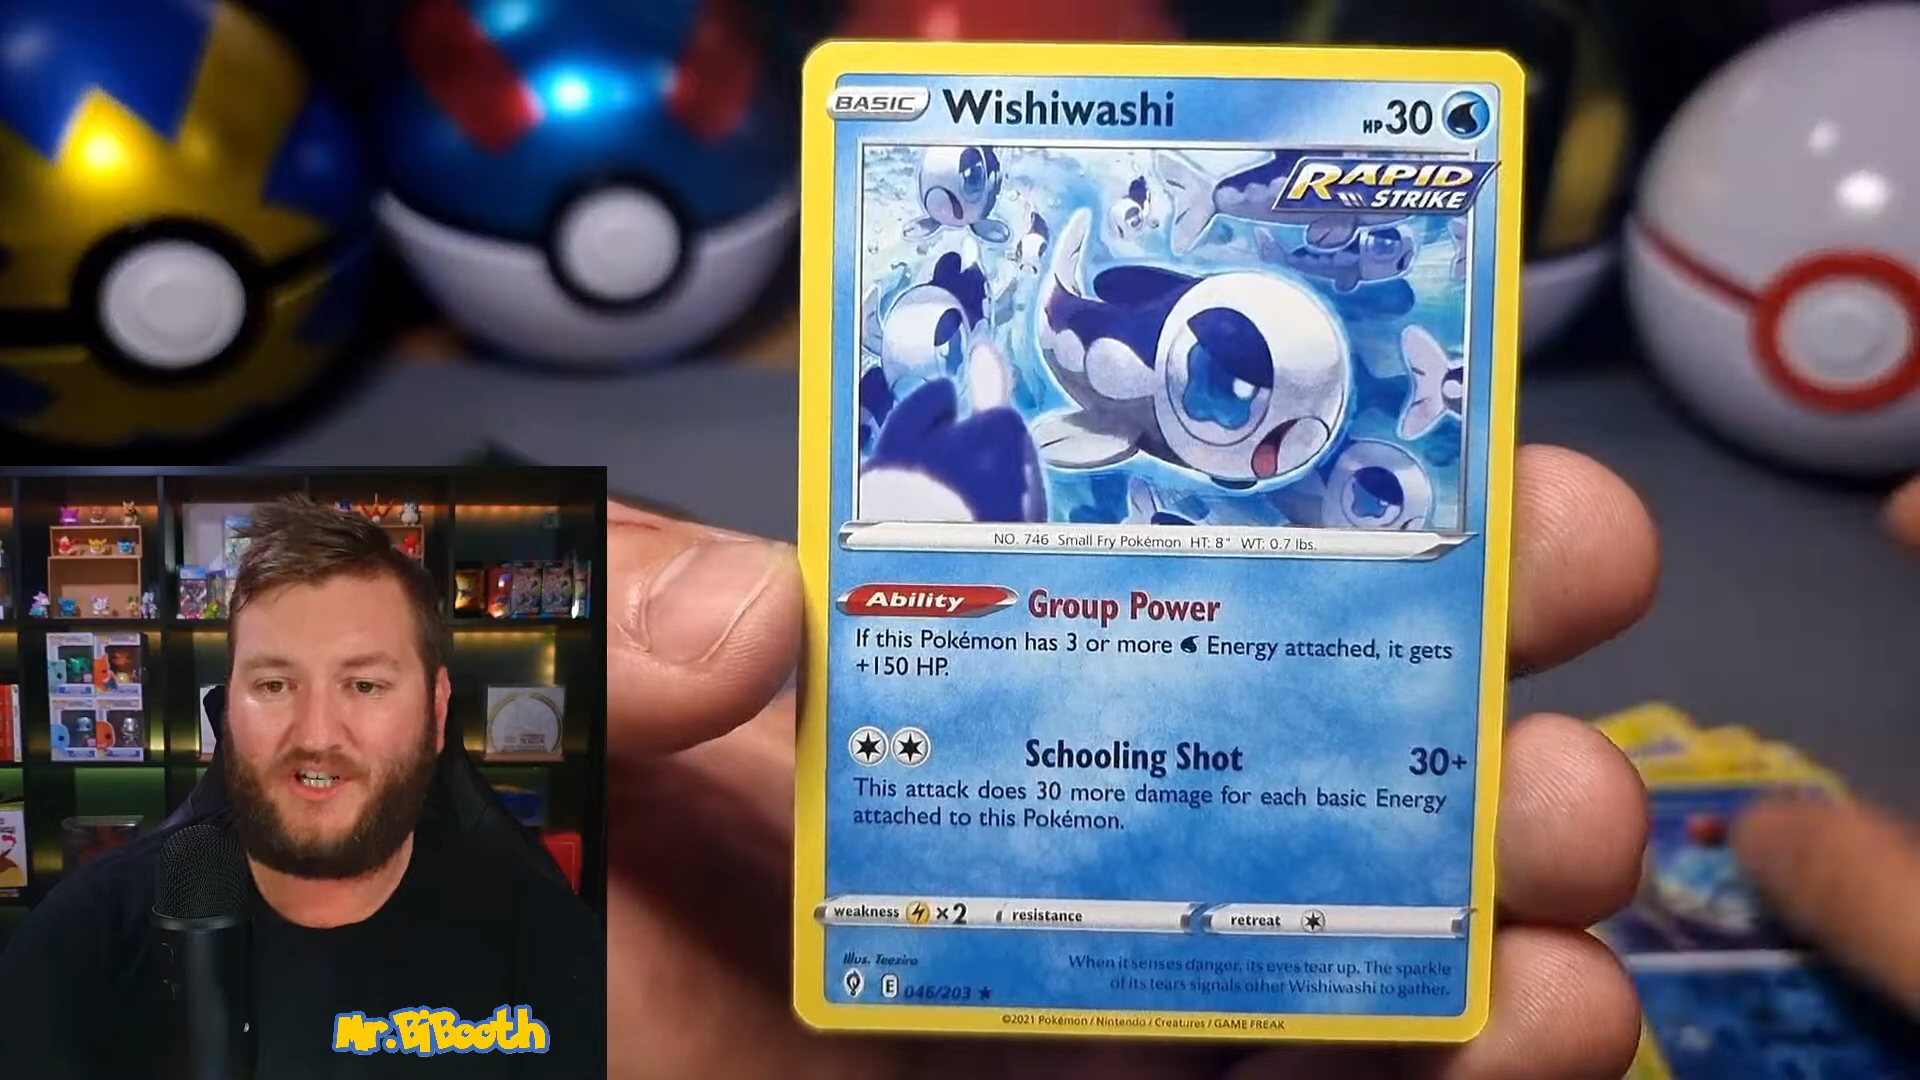 BASIC Wishiwashi HP 30
RAPID
STRIKE
NO. 746 Small Fry Pokémon HT: 8" WT: 0.7 lbs.
Ability Group Power
If this Pokémon has 3 or more Energy attached, it gets
+150 HP.
Schooling Shot 30+
This attack does 30 more damage for each basic Energy
attached to this Pokémon.
weakness ×2 resistance retreat
Illus. Teeziro
When it senses danger, its eyes tear up. The sparkle
of its tears signals other Wishiwashi to gather.
E 046/203 ★
©2021 Pokémon / Nintendo / Creatures / GAME FREAK
Mr.BjBooth